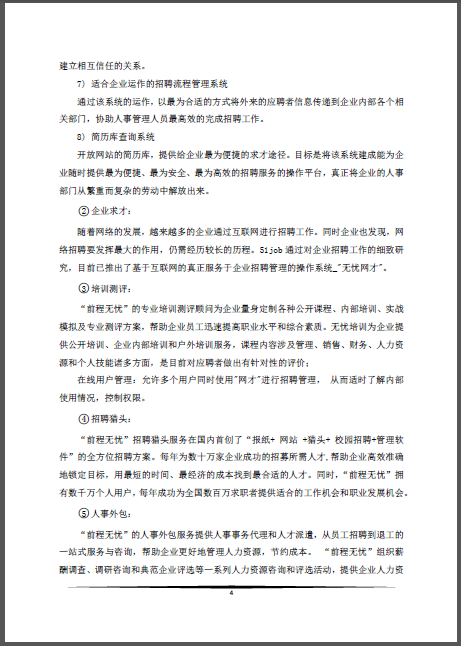 建立相互信任的关系。
7) 适合企业运作的招聘流程管理系统
通过该系统的运作，以最为合适的方式将外来的应聘者信息传递到企业内部各个相
关部门，协助人事管理人员最高效的完成招聘工作。
8) 简历库查询系统
开放网站的简历库，提供给企业最为便捷的求才途径。目标是将该系统建成能为企
业随时提供最为便捷、最为安全、最为高效的招聘服务的操作平台，真正将企业的人事
部门从繁重而复杂的劳动中解放出来。
② 企业求才：
随着网络的发展，越来越多的企业通过互联网进行招聘工作。同时企业也发现，网
络招聘要发挥最大的作用，仍需经历较长的历程。51job 通过对企业招聘工作的细致研
究，目前已推出了基于互联网的真正服务于企业招聘管理的操作系统_"无忧网才"。
③ 培训测评：
“前程无忧”的专业培训测评顾问为企业量身定制各种公开课程、内部培训、实战
模拟及专业测评方案，帮助企业员工迅速提高职业水平和综合素质。无忧培训为企业提
供公开培训、企业内部培训和户外培训服务，课程内容涉及管理、销售、财务、人力资
源和个人技能诸多方面，是目前对应聘者做出有针对性的评价；
在线用户管理：允许多个用户同时使用"网才"进行招聘管理， 从而适时了解内部
使用情况，控制权限。
④ 招聘猎头：
“前程无忧”招聘猎头服务在国内首创了“报纸+ 网站 +猎头+ 校园招聘+管理软
件”的全方位招聘方案。每年为数十万家企业成功的招募所需人才,帮助企业高效准确
地锁定目标，用最短的时间、最经济的成本找到最合适的人才。同时，“前程无忧”拥
有数千万个人用户，每年成功为全国数百万求职者提供适合的工作机会和职业发展机会。
⑤ 人事外包：
“前程无忧”的人事外包服务提供人事事务代理和人才派遣，从员工招聘到退工的
一站式服务与咨询，帮助企业更好地管理人力资源，节约成本。 “前程无忧”组织薪
酬调查、调研咨询和典范企业评选等一系列人力资源咨询和评选活动，提供企业人力资
4